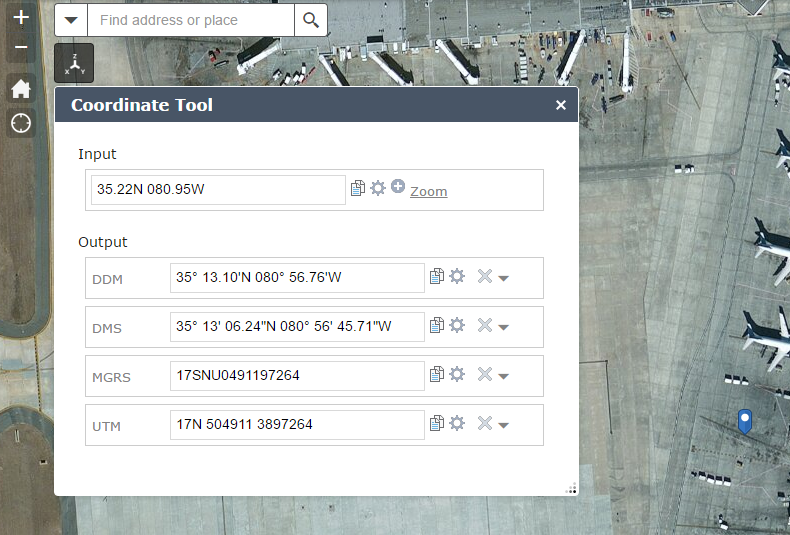 Find address or place
Z
X Y
Coordinate Tool
Input
35.22N 080.95W Zoom
Output
DDM 35° 13.10'N 080° 56.76'W
DMS 35° 13' 06.24"N 080° 56' 45.71"W
MGRS 17SNU0491197264
UTM 17N 504911 3897264